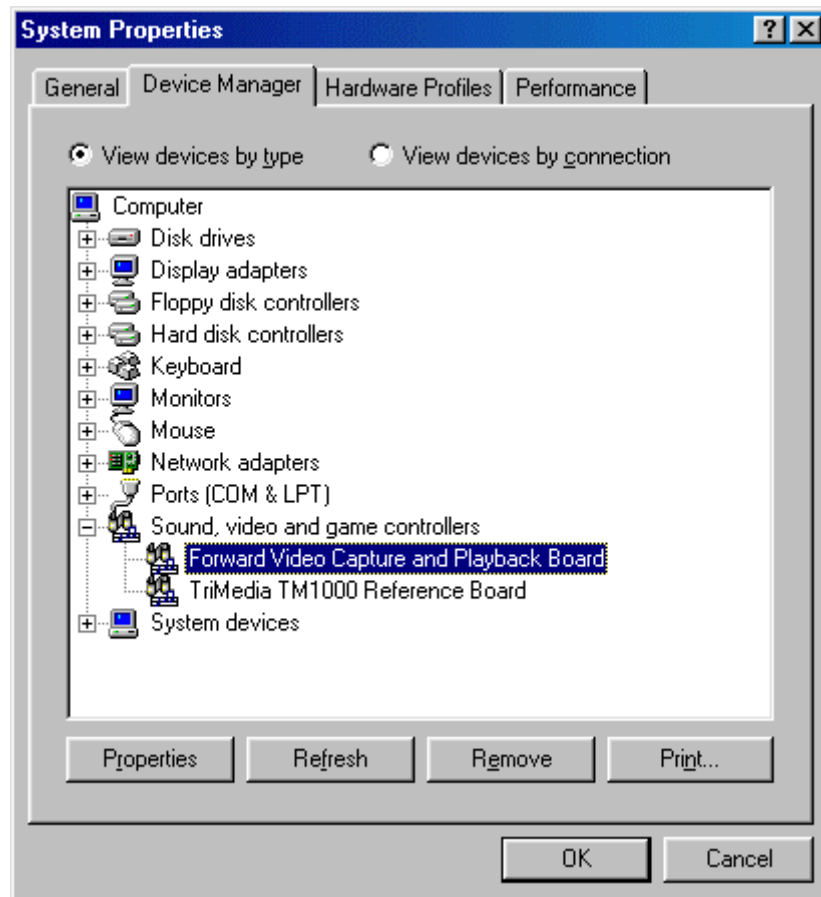 System Properties
General Device Manager Hardware Profiles Performance
View devices by type View devices by connection
Computer
Disk drives
Display adapters
Floppy disk controllers
Hard disk controllers
Keyboard
Monitors
Mouse
Network adapters
Ports (COM & LPT)
Sound, video and game controllers
Forward Video Capture and Playback Board
TriMedia TM1000 Reference Board
System devices
Properties Refresh Remove Print...
OK Cancel